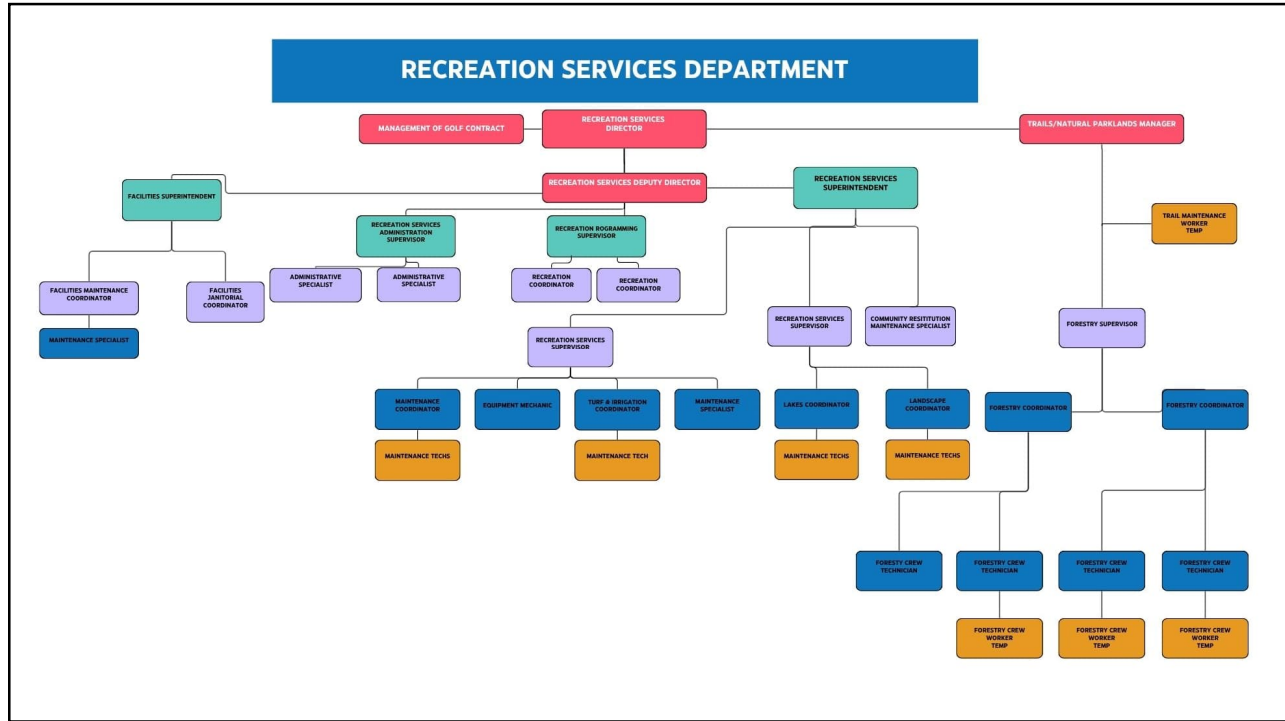 RECREATION SERVICES DEPARTMENT
MANAGEMENT OF GOLF CONTRACT
RECREATION SERVICES
DIRECTOR
TRAILS/NATURAL PARKLANDS MANAGER
FACILITIES SUPERINTENDENT
RECREATION SERVICES DEPUTY DIRECTOR
RECREATION SERVICES
SUPERINTENDENT
RECREATION SERVICES
ADMINISTRATION
SUPERVISOR
RECREATION ROGRAMMING
SUPERVISOR
TRAIL MAINTENANCE
WORKER
TEMP
FACILITIES MAINTENANCE
COORDINATOR
FACILITIES
JANITORIAL
COORDINATOR
ADMINISTRATIVE
SPECIALIST
ADMINISTRATIVE
SPECIALIST
RECREATION
COORDINATOR
RECREATION
COORDINATOR
MAINTENANCE SPECIALIST
RECREATION SERVICES
SUPERVISOR
RECREATION SERVICES
SUPERVISOR
COMMUNITY RESITITUTION
MAINTENANCE SPECIALIST
FORESTRY SUPERVISOR
MAINTENANCE
COORDINATOR
EQUIPMENT MECHANIC
TURF # IRRIGATION
COORDINATOR
MAINTENANCE
SPECIALIST
LAKES COORDINATOR
LANDSCAPE
COORDINATOR
FORESTRY COORDINATOR
FORESTRY COORDINATOR
MAINTENANCE TECHS
MAINTENANCE TECH
MAINTENANCE TECHS
MAINTENANCE TECHS
FORESTY CREW
TECHNICIAN
FORESTRY CREW
TECHNICIAN
FORESTRY CREW
TECHNICIAN
FORESTRY CREW
TECHNICIAN
FORESTRY CREW
WORKER
TEMP
FORESTRY CREW
WORKER
TEMP
FORESTRY CREW
WORKER
TEMP